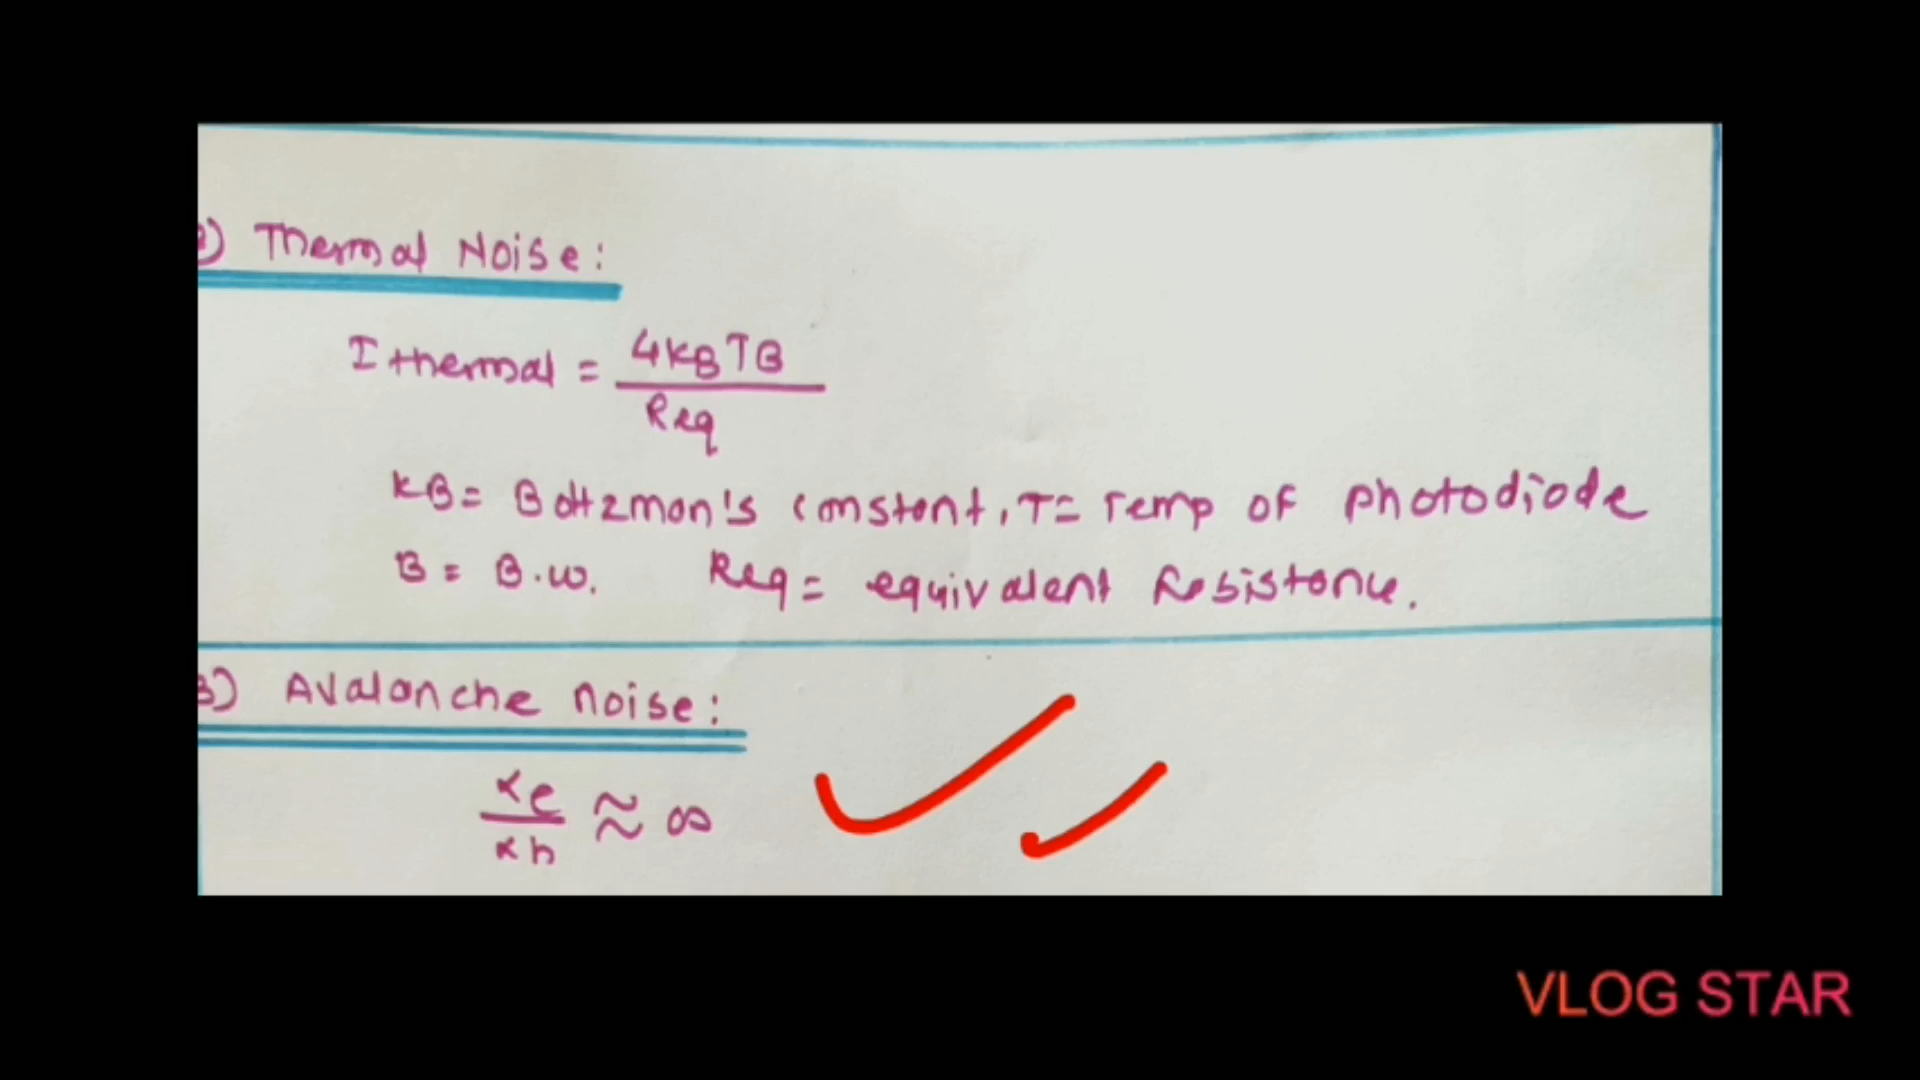 2) Thermal Noise:
I thermal = 4KBTB / Req
KB = Boltzman's constant, T = Temp of photodiode
B = B.W. Req = equivalent Resistance.
3) Avalanche noise:
αe / αh ≈ ∞
VLOG STAR